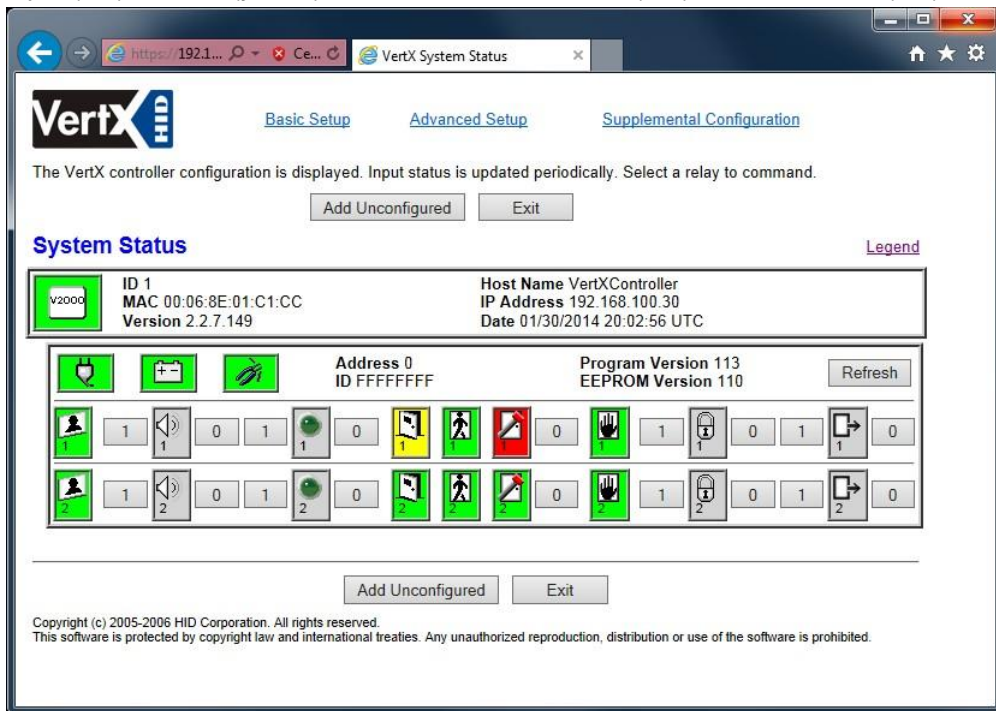 https://192.1... Ce... VertX System Status
VertX HID
Basic Setup Advanced Setup Supplemental Configuration
The VertX controller configuration is displayed. Input status is updated periodically. Select a relay to command.
Add Unconfigured Exit
System Status Legend
V2000 ID 1 Host Name VertXController
MAC 00:06:8E:01:C1:CC IP Address 192.168.100.30
Version 2.2.7.149 Date 01/30/2014 20:02:56 UTC
Address 0 Program Version 113 Refresh
ID FFFFFFFF EEPROM Version 110
1 1 1 0 1 1 0 1 1 1 0 1 1 1 0 1 1 0
2 1 2 0 1 2 0 2 2 2 0 2 1 2 0 1 2 0
Add Unconfigured Exit
Copyright (c) 2005-2006 HID Corporation. All rights reserved.
This software is protected by copyright law and international treaties. Any unauthorized reproduction, distribution or use of the software is prohibited.